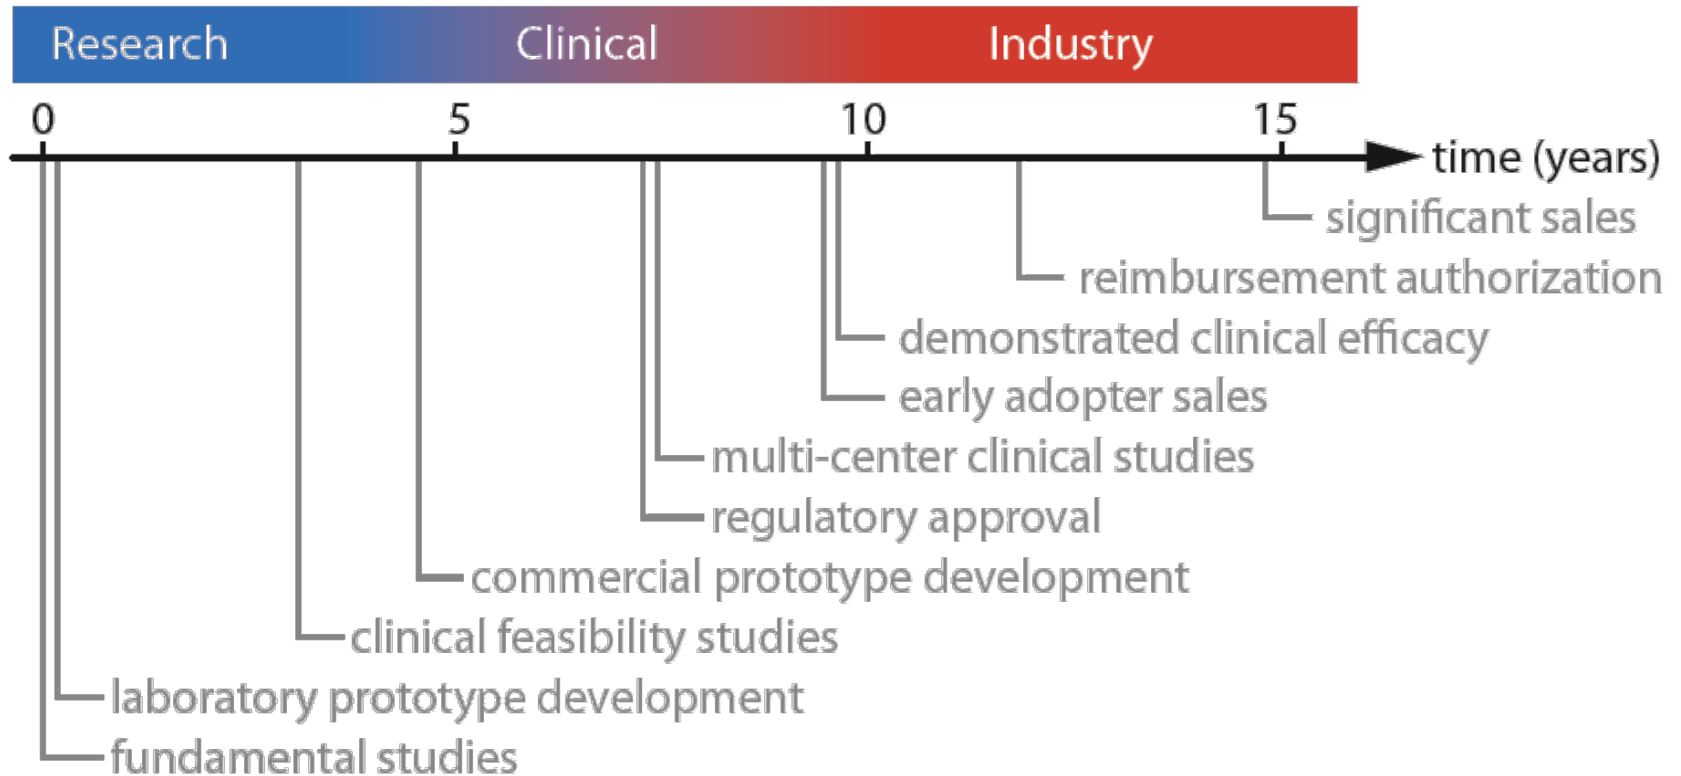 Research Clinical Industry
0 5 10 15
time (years)
significant sales
reimbursement authorization
demonstrated clinical efficacy
early adopter sales
multi-center clinical studies
regulatory approval
commercial prototype development
clinical feasibility studies
laboratory prototype development
fundamental studies